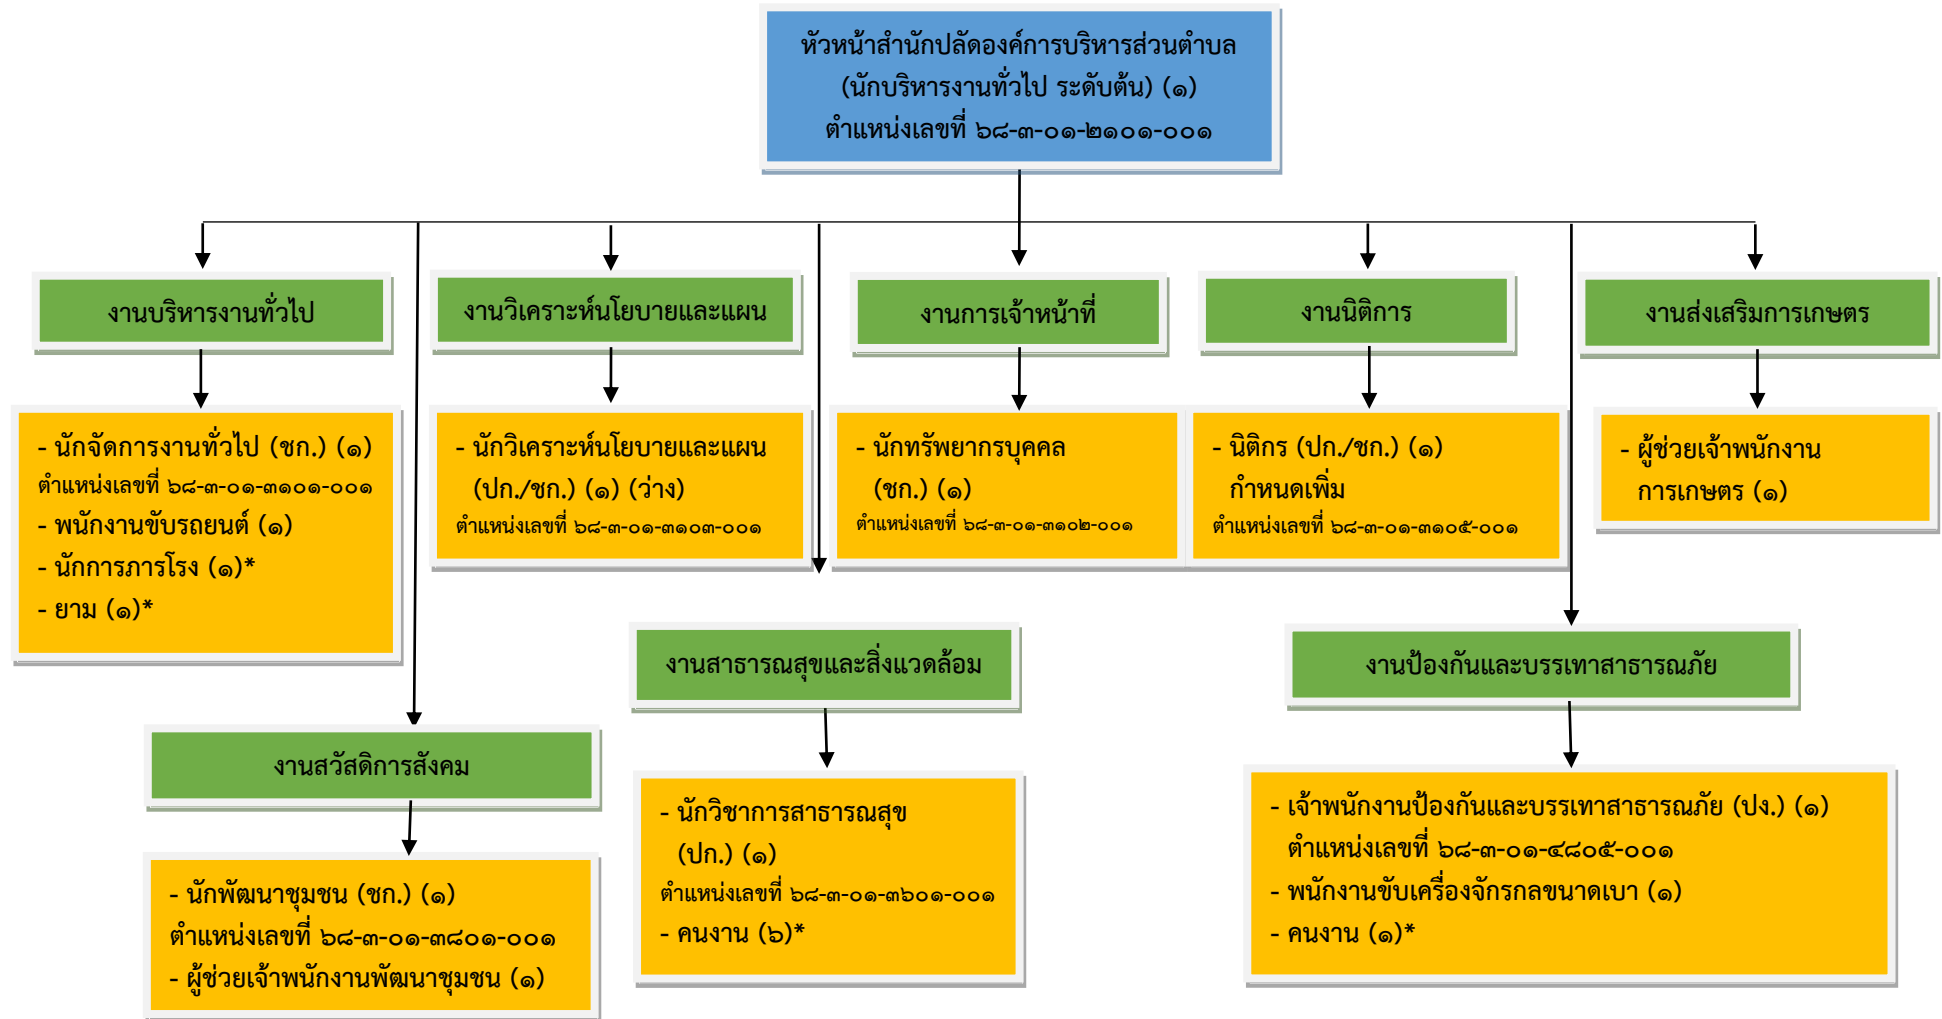 หัวหน้าสำนักปลัดองค์การบริหารส่วนตำบล
(นักบริหารงานทั่วไป ระดับต้น) (๑)
ตำแหน่งเลขที่ ๖๘-๓-๐๑-๒๑๐๑-๐๐๑
งานบริหารงานทั่วไป
งานวิเคราะห์นโยบายและแผน
งานการเจ้าหน้าที่
งานนิติการ
งานส่งเสริมการเกษตร
- นักจัดการงานทั่วไป (ชก.) (๑)
ตำแหน่งเลขที่ ๖๘-๓-๐๑-๓๑๐๑-๐๐๑
- พนักงานขับรถยนต์ (๑)
- นักการภารโรง (๑)*
- ยาม (๑)*
- นักวิเคราะห์นโยบายและแผน
(ปก./ชก.) (๑) (ว่าง)
ตำแหน่งเลขที่ ๖๘-๓-๐๑-๓๑๐๓-๐๐๑
- นักทรัพยากรบุคคล
(ชก.) (๑)
ตำแหน่งเลขที่ ๖๘-๓-๐๑-๓๑๐๒-๐๐๑
- นิติกร (ปก./ชก.) (๑)
กำหนดเพิ่ม
ตำแหน่งเลขที่ ๖๘-๓-๐๑-๓๑๐๕-๐๐๑
- ผู้ช่วยเจ้าพนักงาน
การเกษตร (๑)
งานสวัสดิการสังคม
- นักพัฒนาชุมชน (ชก.) (๑)
ตำแหน่งเลขที่ ๖๘-๓-๐๑-๓๘๐๑-๐๐๑
- ผู้ช่วยเจ้าพนักงานพัฒนาชุมชน (๑)
งานสาธารณสุขและสิ่งแวดล้อม
- นักวิชาการสาธารณสุข
(ปก.) (๑)
ตำแหน่งเลขที่ ๖๘-๓-๐๑-๓๖๐๑-๐๐๑
- คนงาน (๖)*
งานป้องกันและบรรเทาสาธารณภัย
- เจ้าพนักงานป้องกันและบรรเทาสาธารณภัย (ปง.) (๑)
ตำแหน่งเลขที่ ๖๘-๓-๐๑-๔๘๐๕-๐๐๑
- พนักงานขับเครื่องจักรกลขนาดเบา (๑)
- คนงาน (๑)*